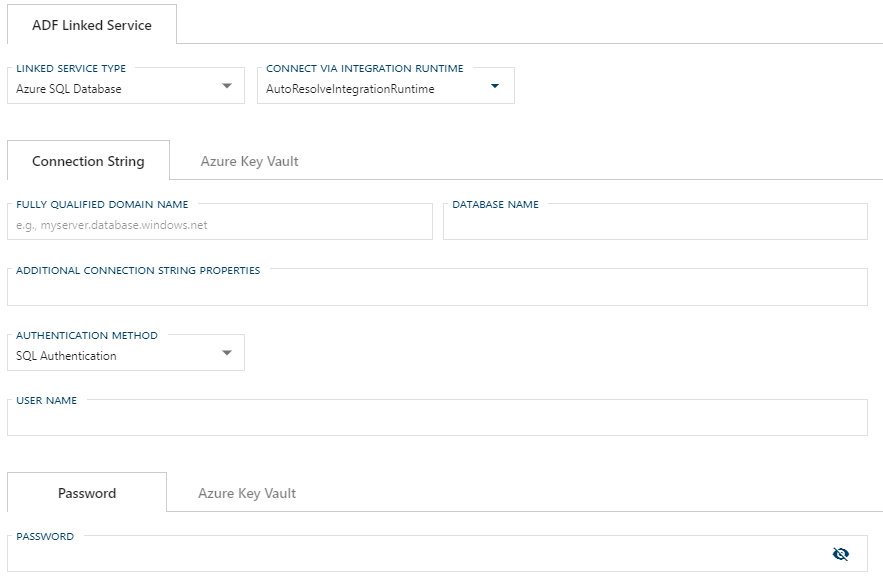 ADF Linked Service
LINKED SERVICE TYPE
Azure SQL Database
CONNECT VIA INTEGRATION RUNTIME
AutoResolveIntegrationRuntime
Connection String
Azure Key Vault
FULLY QUALIFIED DOMAIN NAME
e.g., myserver.database.windows.net
DATABASE NAME
ADDITIONAL CONNECTION STRING PROPERTIES
AUTHENTICATION METHOD
SQL Authentication
USER NAME
Password
Azure Key Vault
PASSWORD